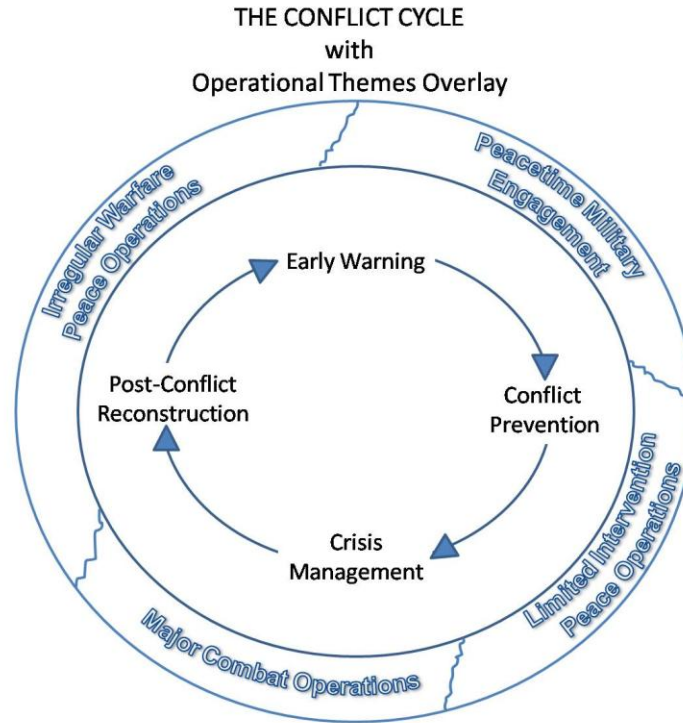 THE CONFLICT CYCLE
with
Operational Themes Overlay
Irregular Warfare
Peace Operations
Peacetime Military
Engagement
Early Warning
Post-Conflict
Reconstruction
Conflict
Prevention
Crisis
Management
Limited Intervention
Peace Operations
Major Combat Operations